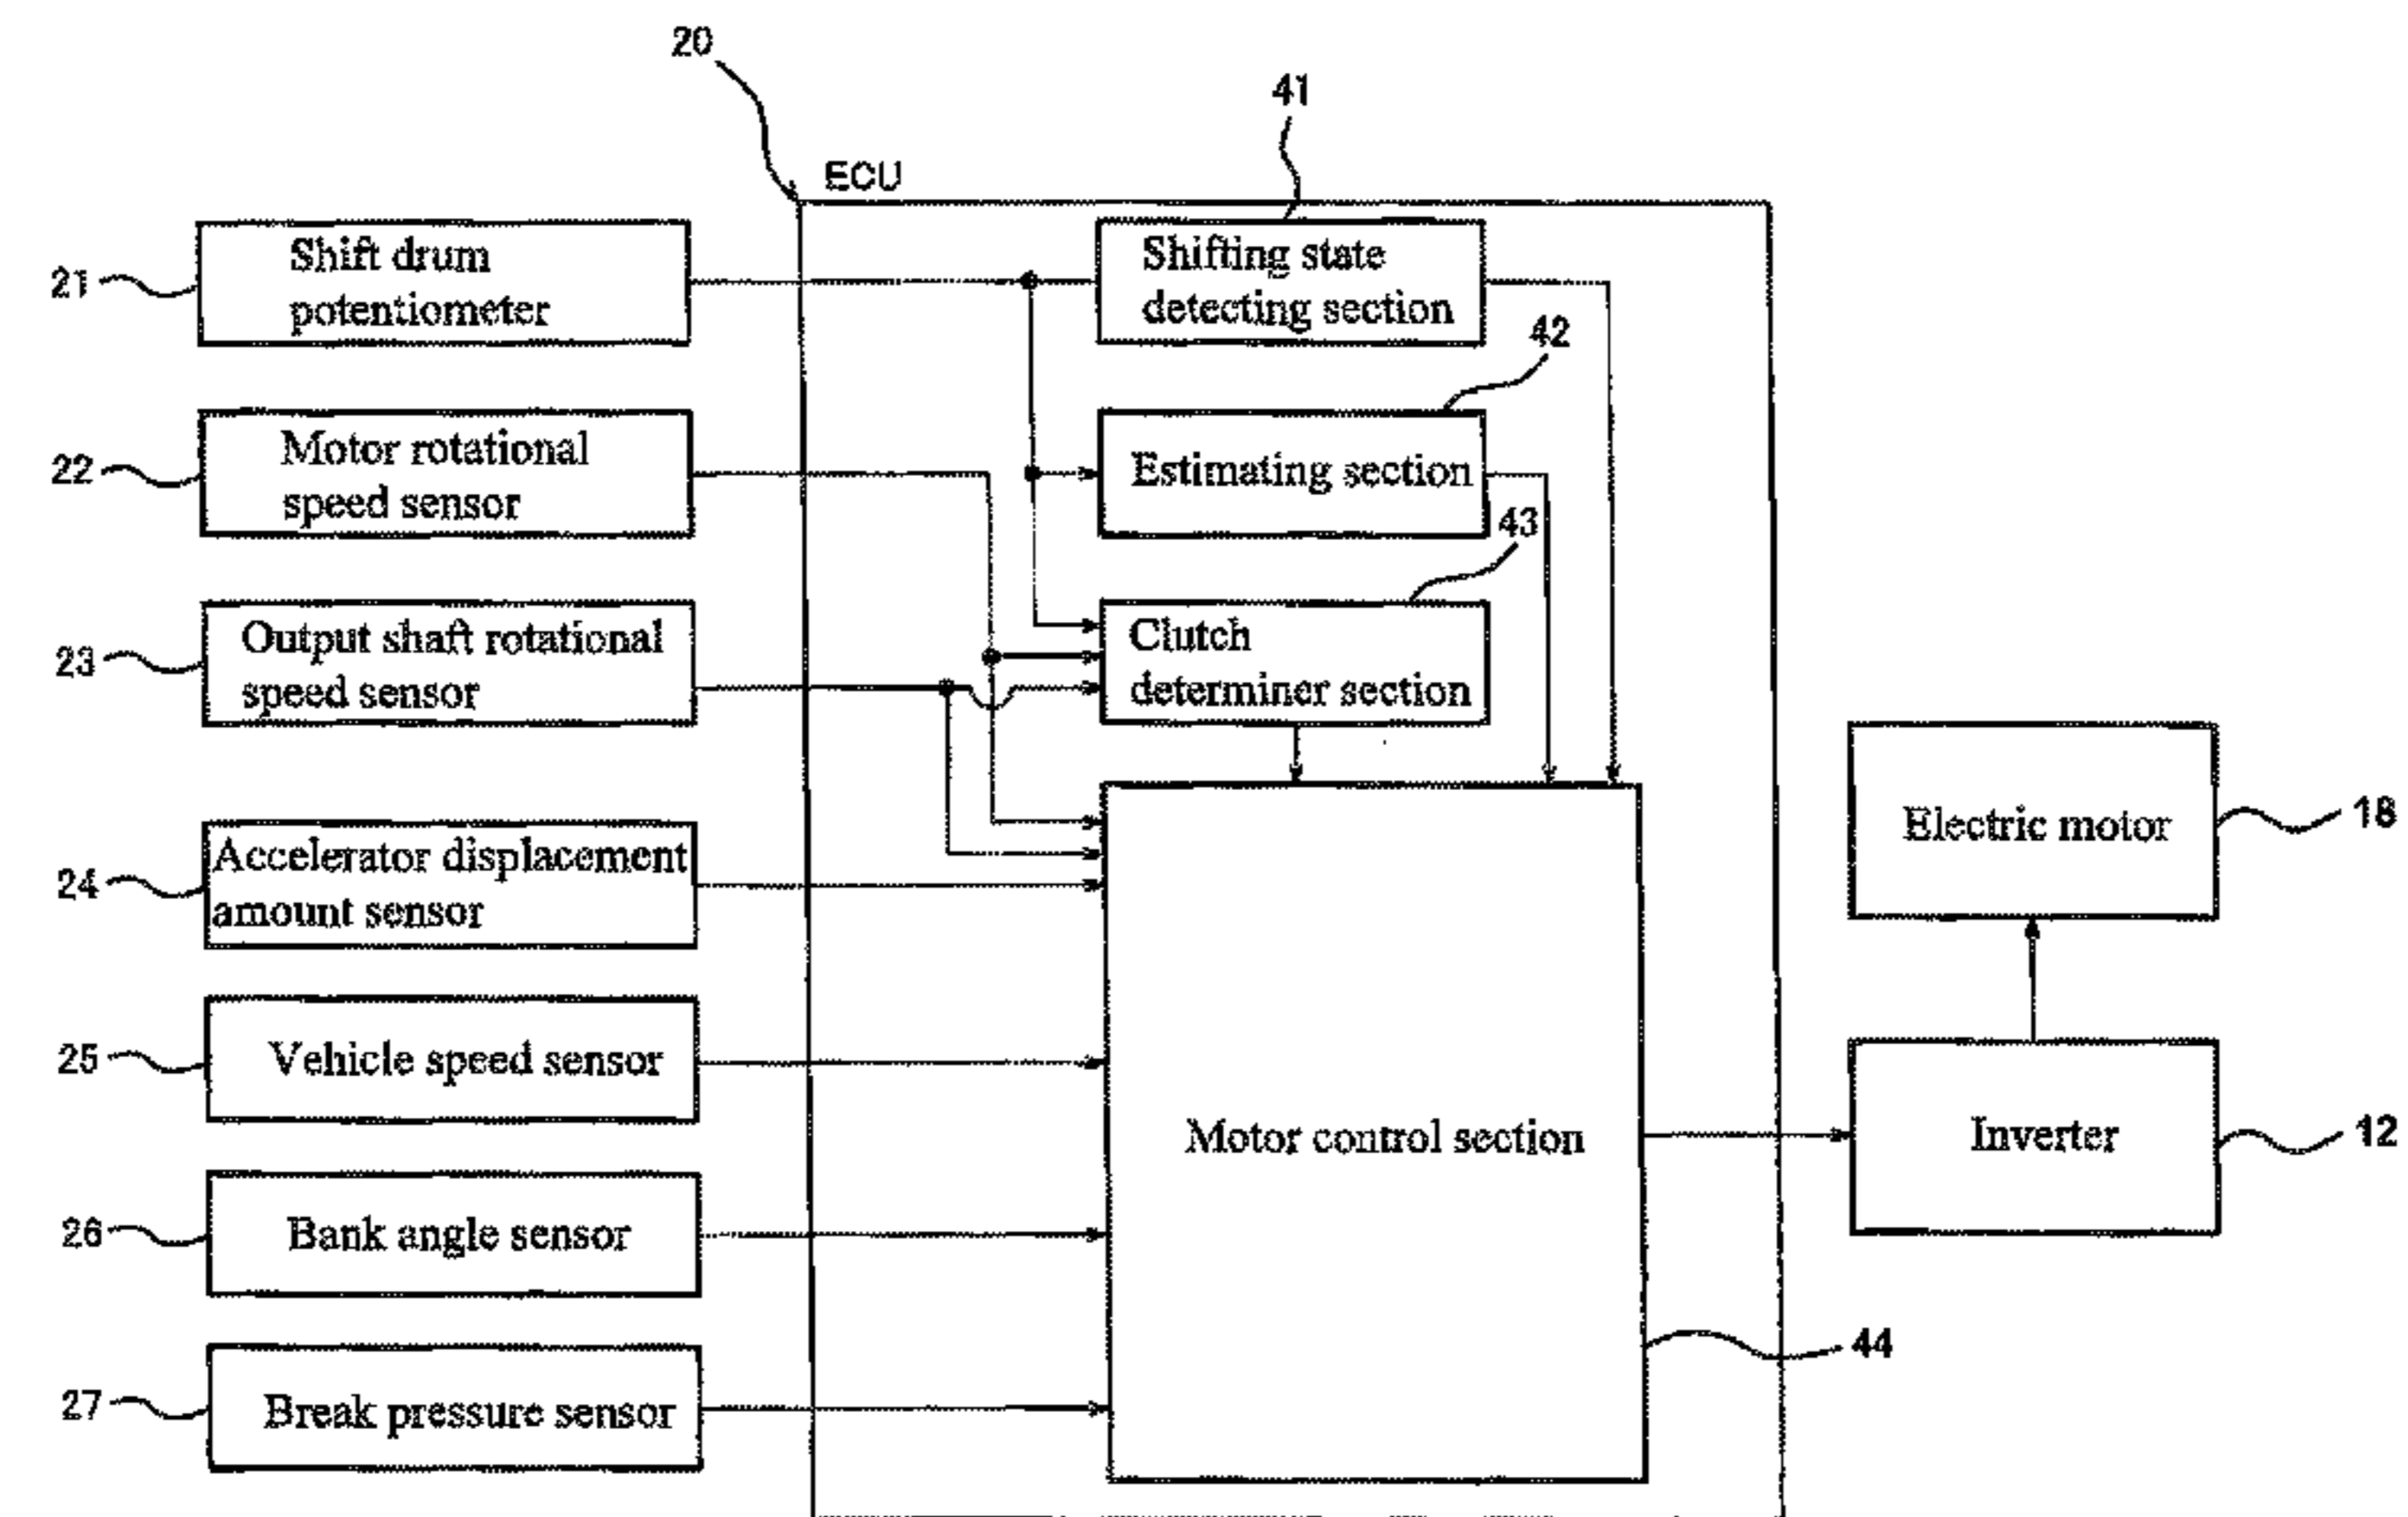 20
41
ECU
21
Shift drum
potentiometer
Shifting state
detecting section
42
22
Motor rotational
speed sensor
Estimating section
43
23
Output shaft rotational
speed sensor
Clutch
determiner section
24
Accelerator displacement
amount sensor
Electric motor
18
25
Vehicle speed sensor
Motor control section
Inverter
12
26
Bank angle sensor
44
27
Break pressure sensor